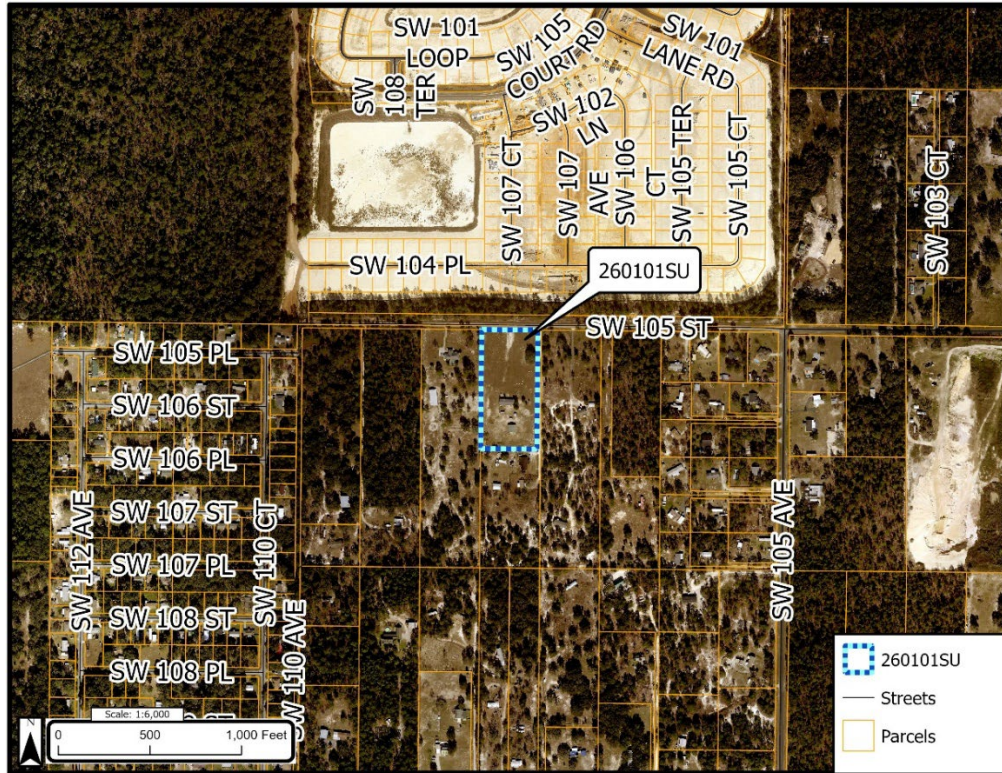 SW 101
LOOP
SW 105
COURT RD
SW 101
LANE RD
SW
108
TER
SW 102
LN
SW 107 CT
SW 107
AVE
SW 106
CT
SW 105 TER
SW 105 CT
SW 103 CT
SW 104 PL
260101SU
SW 105 ST
SW 105 PL
SW 106 ST
SW 106 PL
SW 107 ST
SW 107 PL
SW 108 ST
SW 108 PL
SW 112 AVE
SW 110 CT
SW 110 AVE
SW 105 AVE
260101SU
Streets
Parcels
N
Scale: 1:6,000
0 500 1,000 Feet